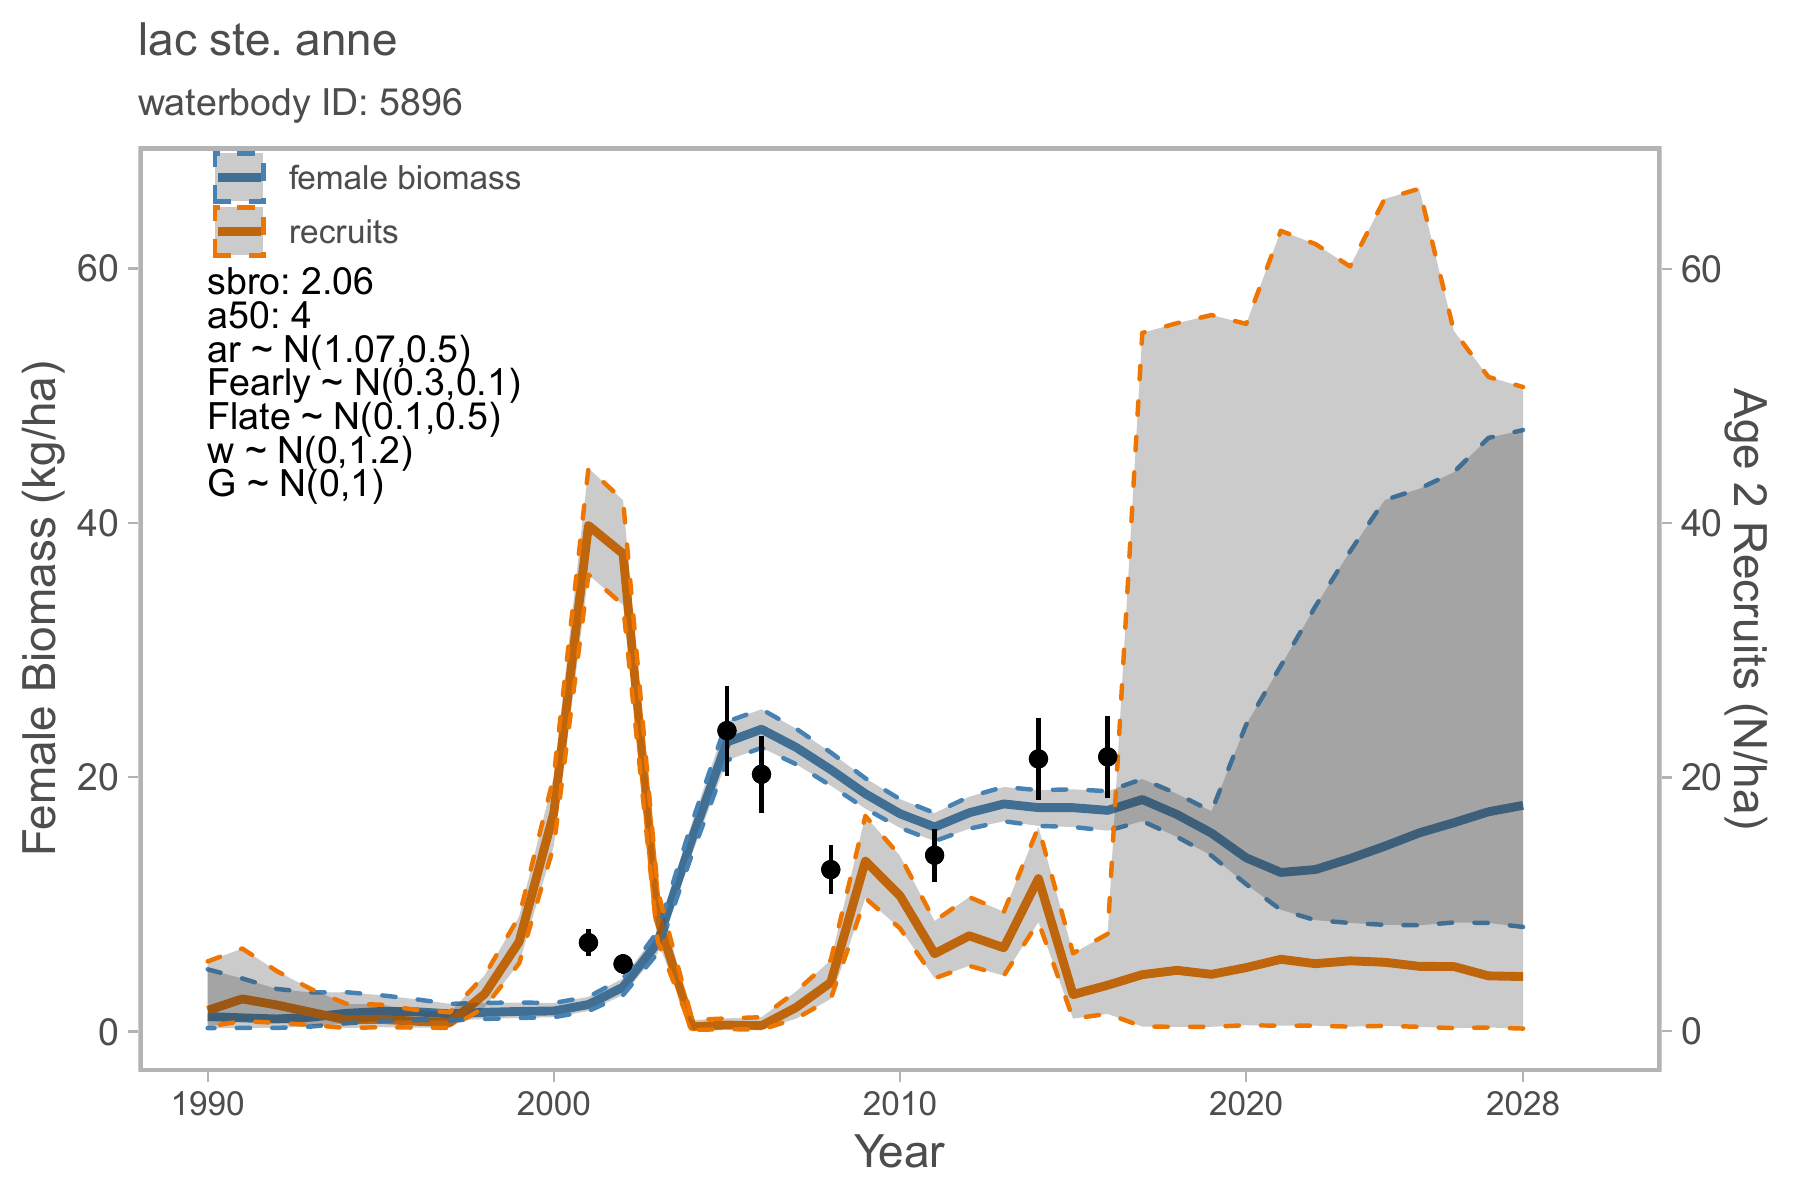 lac ste. anne
waterbody ID: 5896
female biomass
recruits
sbro: 2.06
a50: 4
ar ~ N(1.07,0.5)
Fearly ~ N(0.3,0.1)
Flate ~ N(0.1,0.5)
w ~ N(0,1.2)
G ~ N(0,1)
Female Biomass (kg/ha)
60
40
20
0
60
40
20
0
Age 2 Recruits (N/ha)
1990
2000
2010
2020
2028
Year